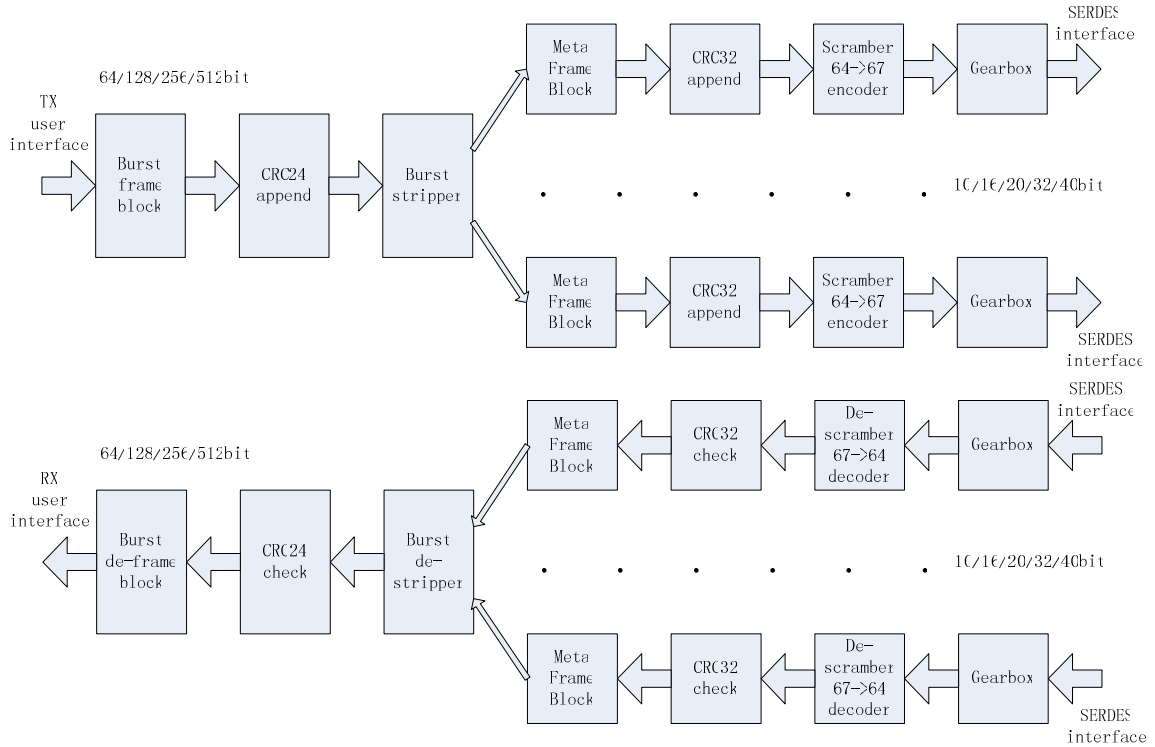 SERDES
interface
64/128/256/512bit
TX
user
interface
Burst
frame
block
CRC24
append
Burst
stripper
Meta
Frame
Block
CRC32
append
Scramber
64->67
encoder
Gearbox
10/16/20/32/40bit
Meta
Frame
Block
CRC32
append
Scramber
64->67
encoder
Gearbox
SERDES
interface
SERDES
interface
64/128/256/512bit
RX
user
interface
Burst
de-frame
block
CRC24
check
Burst
de-
stripper
Meta
Frame
Block
CRC32
check
De-
scramber
67->64
decoder
Gearbox
10/16/20/32/40bit
Meta
Frame
Block
CRC32
check
De-
scramber
67->64
decoder
Gearbox
SERDES
interface